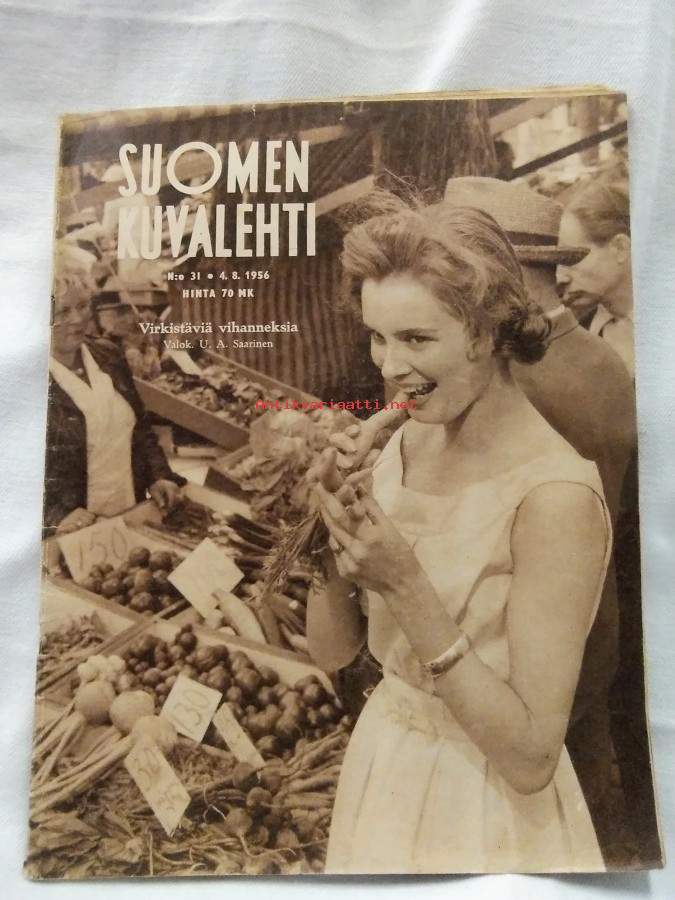 SUOMEN
KUVALEHTI
N:o 31 • 4. 8. 1956
HINTA 70 MK
Virkistäviä vihanneksia
Valok. U. A. Saarinen
Antikvariaatti.net
150
130